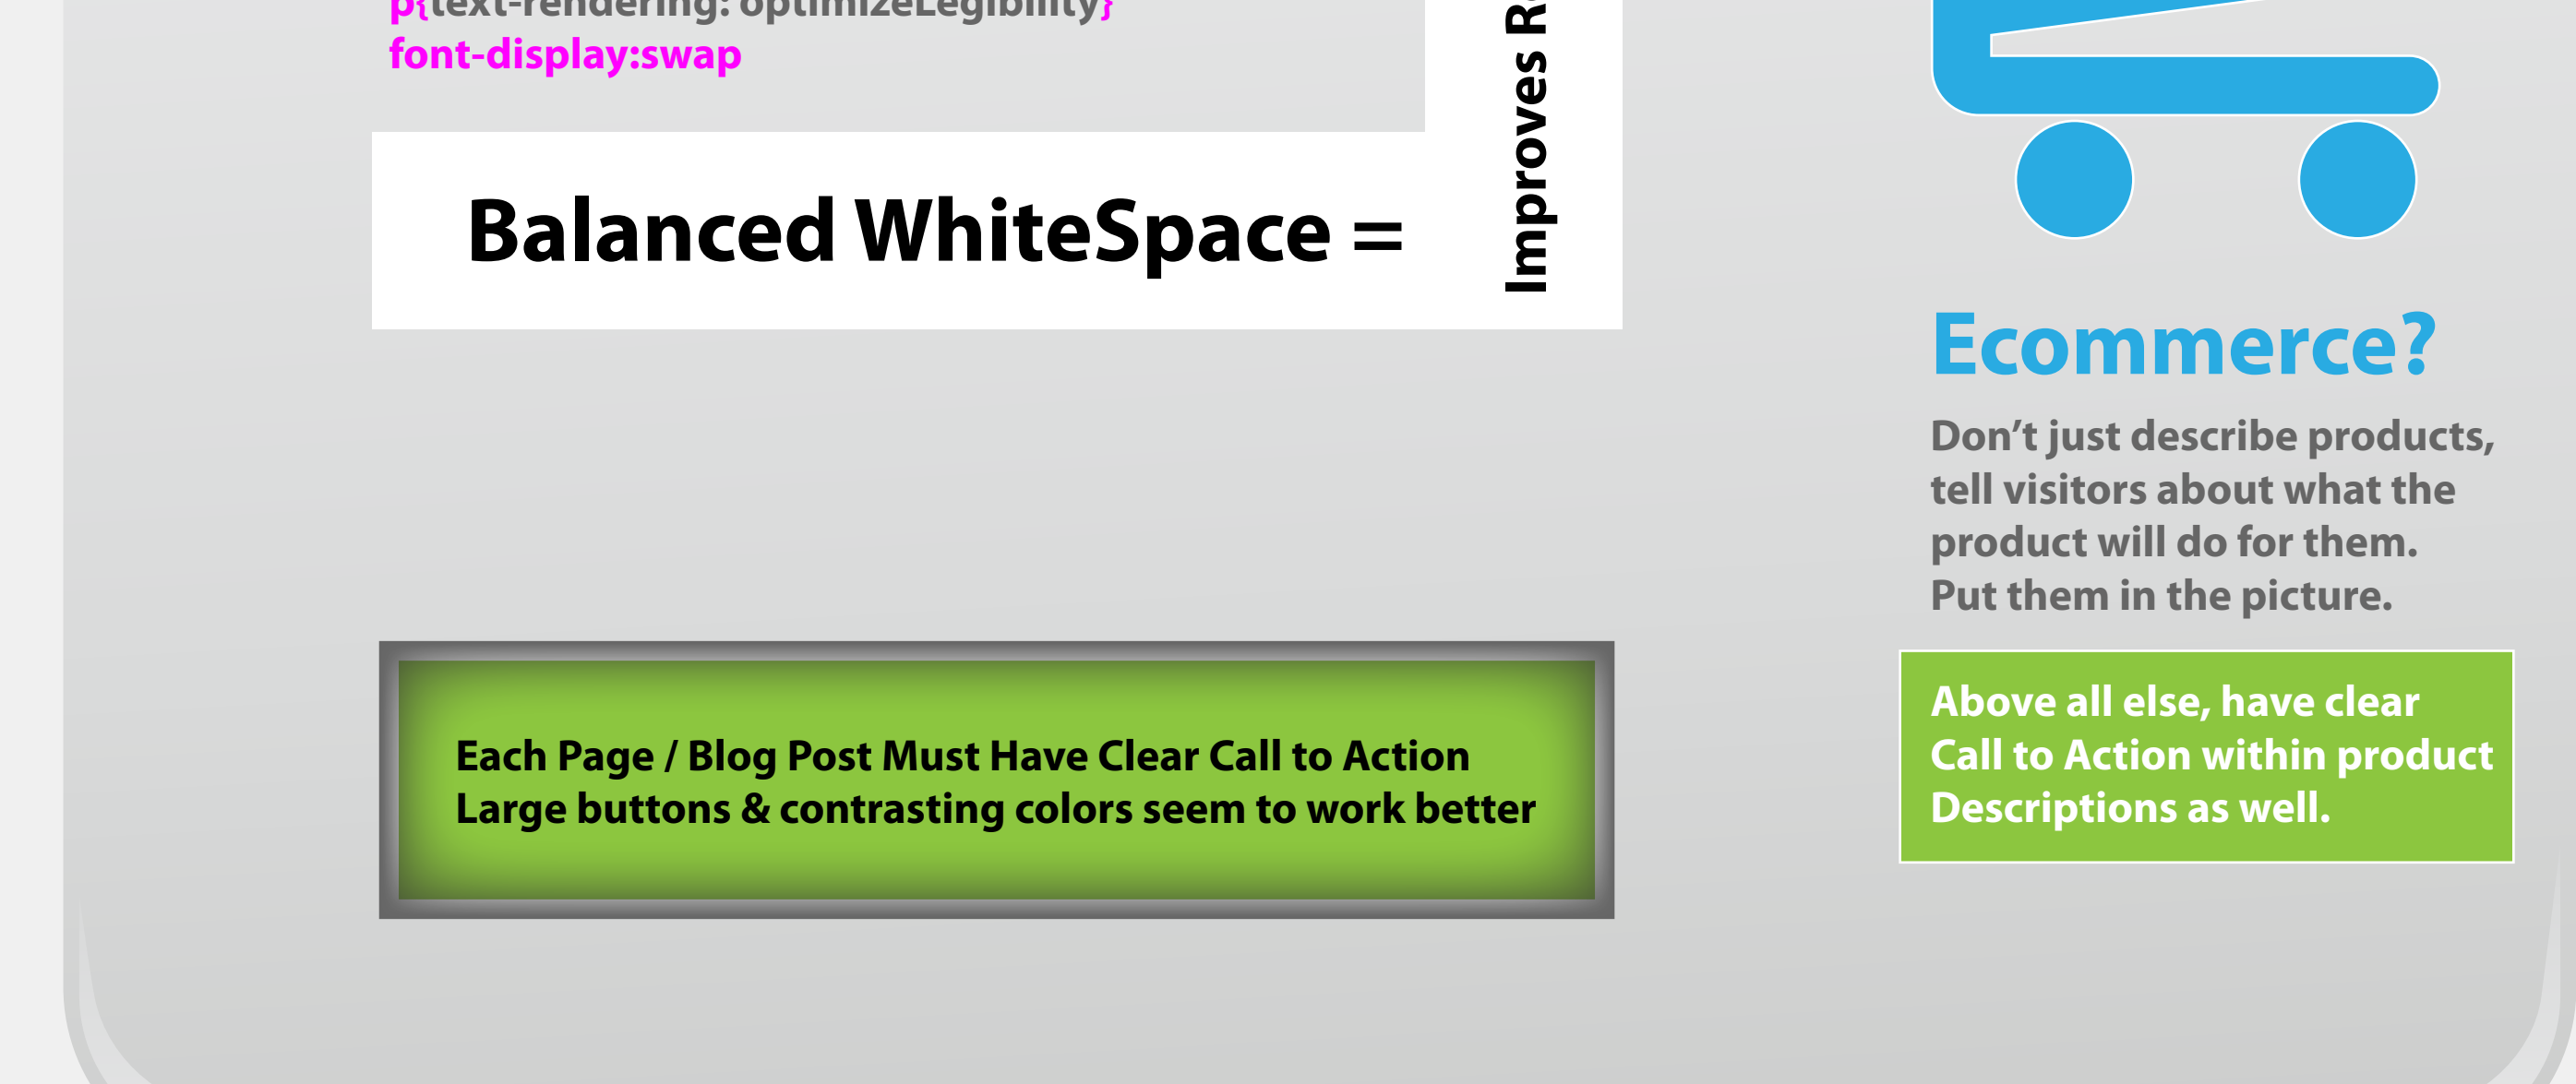 p{text-rendering: optimizeLegibility}
font-display:swap
Balanced WhiteSpace =
Improves
Ecommerce?
Don’t just describe products,
tell visitors about what the
product will do for them.
Put them in the picture.
Each Page / Blog Post Must Have Clear Call to Action
Large buttons & contrasting colors seem to work better
Above all else, have clear
Call to Action within product
Descriptions as well.